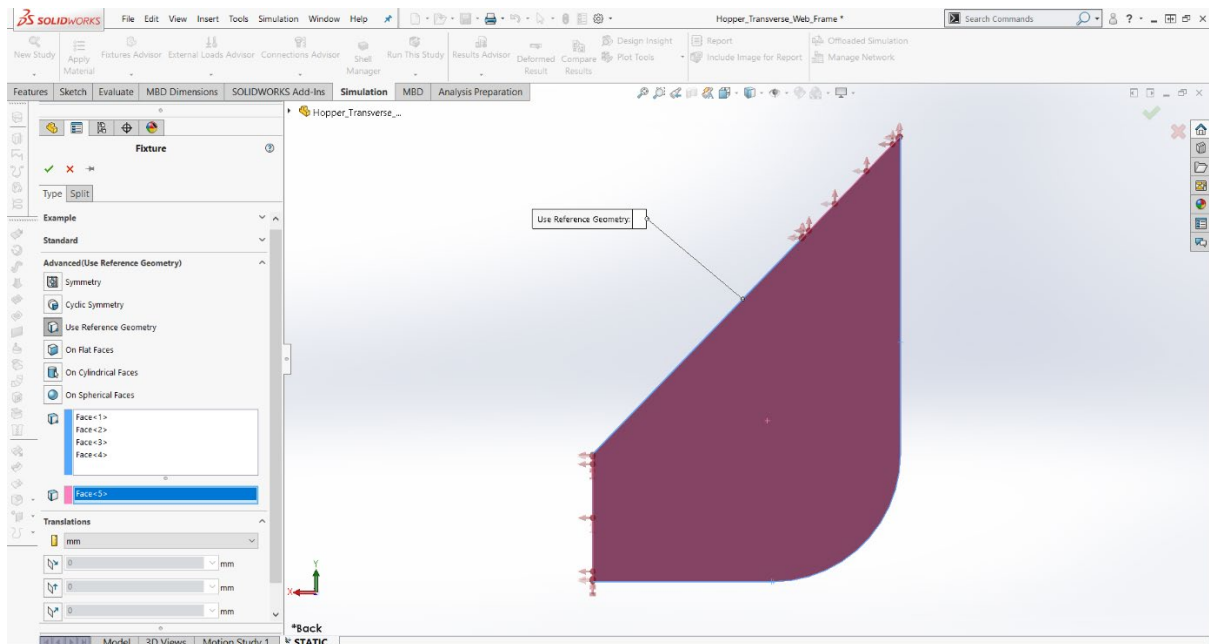 SOLIDWORKS File Edit View Insert Tools Simulation Window Help Hopper_Transverse_Web_Frame * Search Commands
New Study Apply Material Fixtures Advisor External Loads Advisor Connections Advisor Shell Manager Run This Study Results Advisor Deformed Result Compare Results Design Insight Plot Tools Report Include Image for Report Offloaded Simulation Manage Network
Features Sketch Evaluate MBD Dimensions SOLIDWORKS Add-Ins Simulation MBD Analysis Preparation
Hopper_Transverse_...
Fixture
Type Split
Example
Standard
Advanced(Use Reference Geometry)
Symmetry
Cyclic Symmetry
Use Reference Geometry
On Flat Faces
On Cylindrical Faces
On Spherical Faces
Face<1>
Face<2>
Face<3>
Face<4>
Face<5>
Translations
mm
0 mm
0 mm
0 mm
Use Reference Geometry:
Y
X
*Back
Model 3D Views Motion Study 1 STATIC